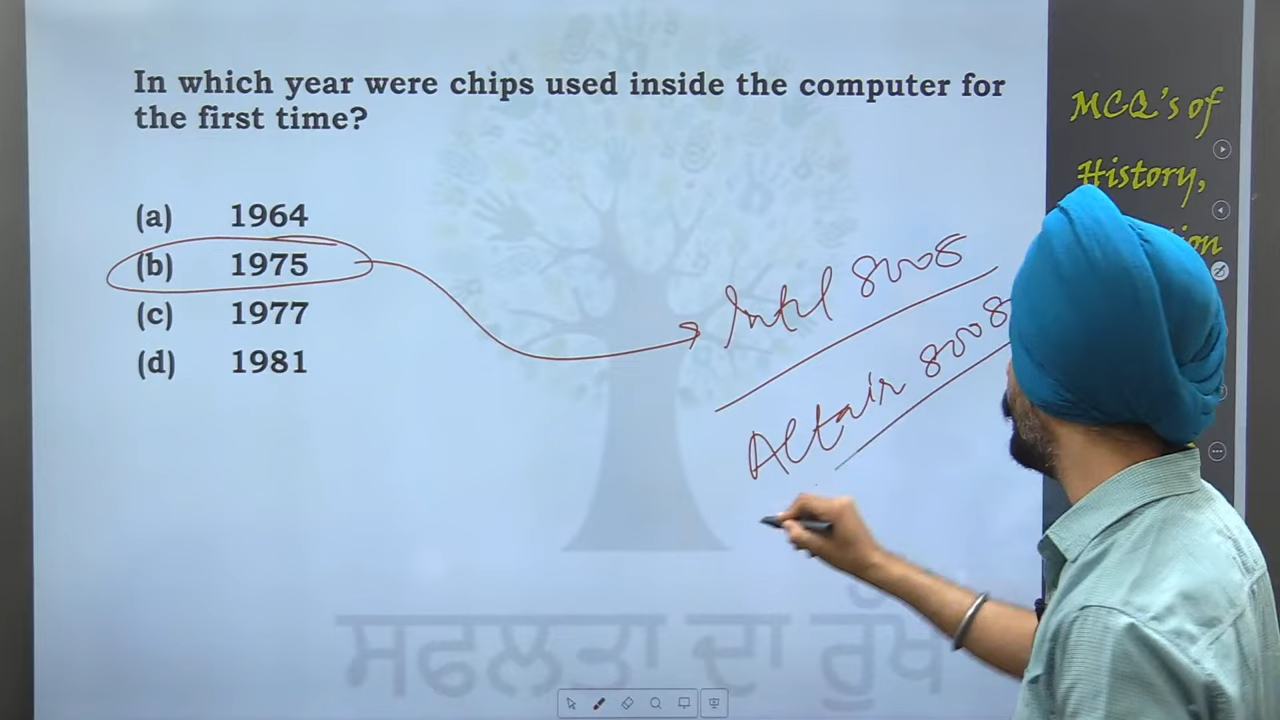 In which year were chips used inside the computer for
the first time?
(a) 1964
(b) 1975
(c) 1977
(d) 1981
Intel 8008
Altair 8008
MCQ's of
History,
ਸਫਲਤਾ ਦਾ ਰੁੱਖ